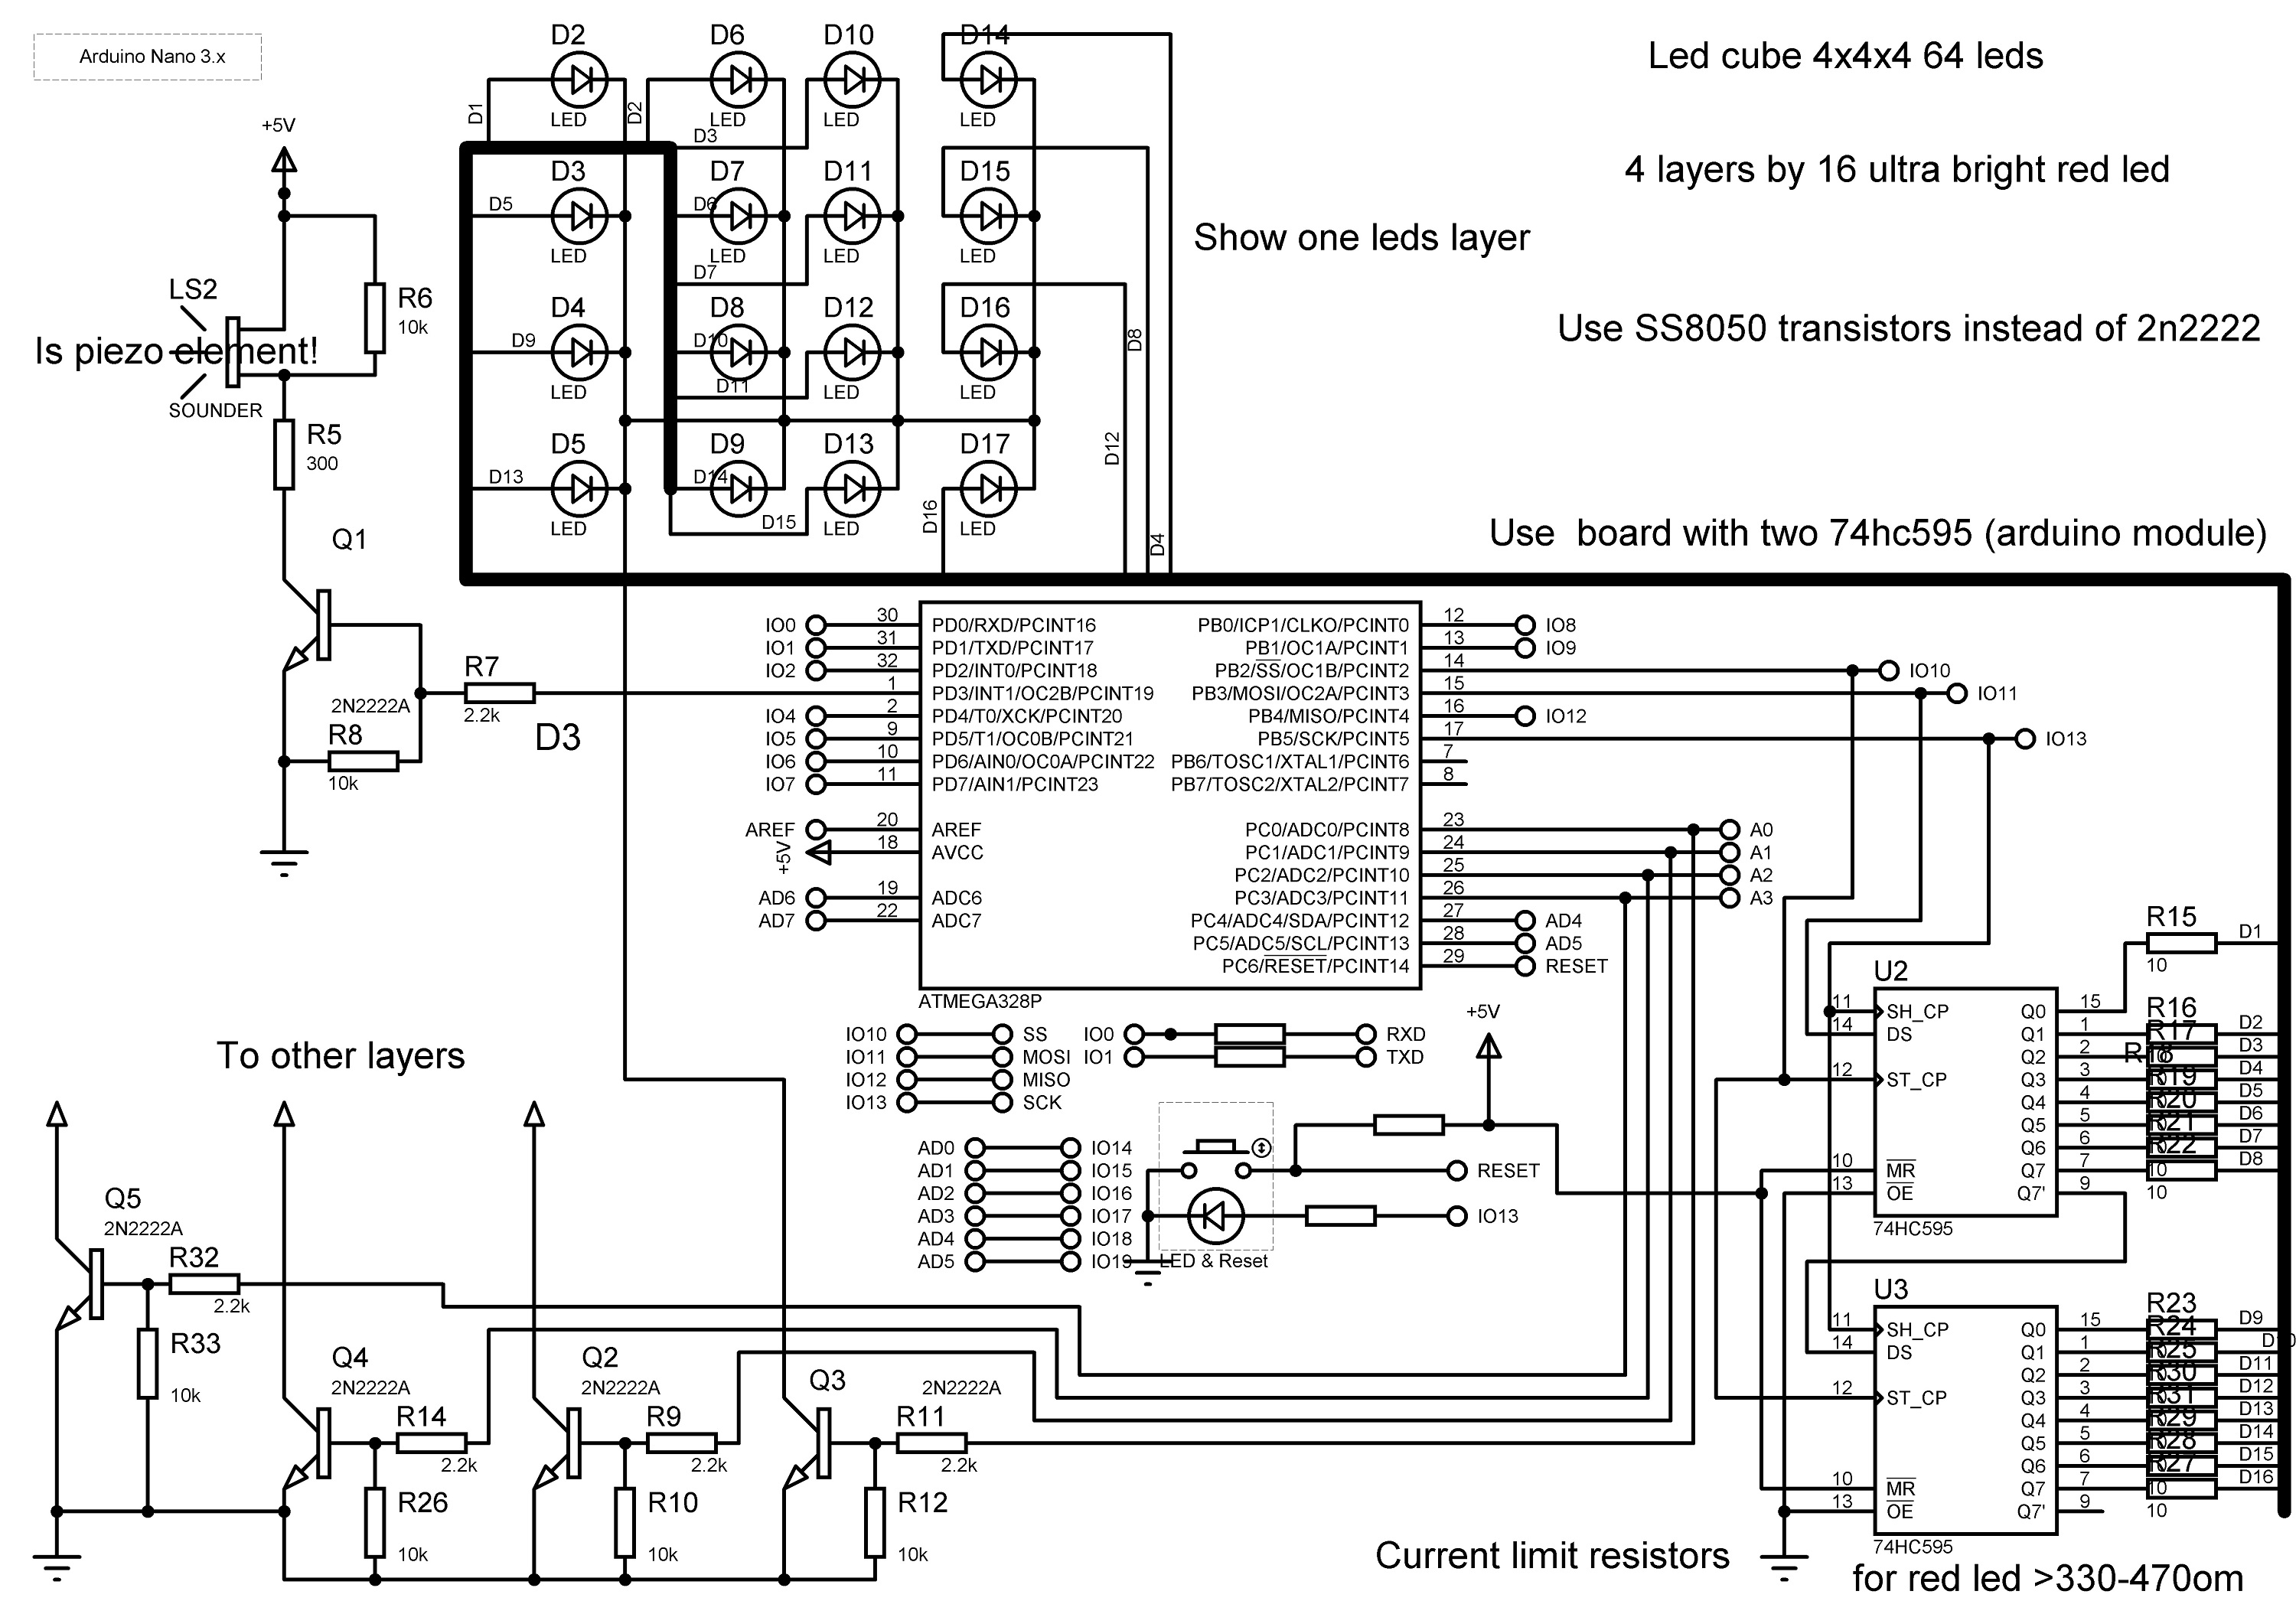 Arduino Nano 3.x
Led cube 4x4x4 64 leds
4 layers by 16 ultra bright red led
Show one leds layer
Use SS8050 transistors instead of 2n2222
Use  board with two 74hc595 (arduino module)
+5V
LS2
Is piezo element!
SOUNDER
R6
10k
R5
300
Q1
2N2222A
R7
2.2k
D3
R8
10k
D2
LED
D6
LED
D10
LED
D14
LED
D1
D2
D3
D3
LED
D7
LED
D11
LED
D15
LED
D5
D6
D7
D4
LED
D8
LED
D12
LED
D16
LED
D9
D10
D11
D5
LED
D9
LED
D13
LED
D17
LED
D13
D14
D15
D16
D12
D8
D4
IO0 30 PD0/RXD/PCINT16
IO1 31 PD1/TXD/PCINT17
IO2 32 PD2/INT0/PCINT18
1 PD3/INT1/OC2B/PCINT19
IO4 2 PD4/T0/XCK/PCINT20
IO5 9 PD5/T1/OC0B/PCINT21
IO6 10 PD6/AIN0/OC0A/PCINT22
IO7 11 PD7/AIN1/PCINT23
AREF 20 AREF
+5V 18 AVCC
AD6 19 ADC6
AD7 22 ADC7
PB0/ICP1/CLKO/PCINT0 12 IO8
PB1/OC1A/PCINT1 13 IO9
PB2/SS/OC1B/PCINT2 14 IO10
PB3/MOSI/OC2A/PCINT3 15 IO11
PB4/MISO/PCINT4 16 IO12
PB5/SCK/PCINT5 17 IO13
PB6/TOSC1/XTAL1/PCINT6 7
PB7/TOSC2/XTAL2/PCINT7 8
PC0/ADC0/PCINT8 23 A0
PC1/ADC1/PCINT9 24 A1
PC2/ADC2/PCINT10 25 A2
PC3/ADC3/PCINT11 26 A3
PC4/ADC4/SDA/PCINT12 27 AD4
PC5/ADC5/SCL/PCINT13 28 AD5
PC6/RESET/PCINT14 29 RESET
ATMEGA328P
IO10 SS
IO11 MOSI
IO12 MISO
IO13 SCK
IO0 RXD
IO1 TXD
+5V
AD0 IO14
AD1 IO15
AD2 IO16
AD3 IO17
AD4 IO18
AD5 IO19
RESET
IO13
LED & Reset
To other layers
Q5
2N2222A
R32
2.2k
R33
10k
Q4
2N2222A
R14
2.2k
R26
10k
Q2
2N2222A
R9
2.2k
R10
10k
Q3
2N2222A
R11
2.2k
R12
10k
U2
11 SH_CP
14 DS
12 ST_CP
10 MR
13 OE
Q0 15
Q1 1
Q2 2
Q3 3
Q4 4
Q5 5
Q6 6
Q7 7
Q7' 9
74HC595
R15
10
R16
R17
R18
R19
R20
R21
R22
10
10
D1
D2
D3
D4
D5
D6
D7
D8
U3
11 SH_CP
14 DS
12 ST_CP
10 MR
13 OE
Q0 15
Q1 1
Q2 2
Q3 3
Q4 4
Q5 5
Q6 6
Q7 7
Q7' 9
74HC595
R23
R24
R25
R30
R31
R29
R28
R27
10
10
D9
D10
D11
D12
D13
D14
D15
D16
Current limit resistors
for red led >330-470om